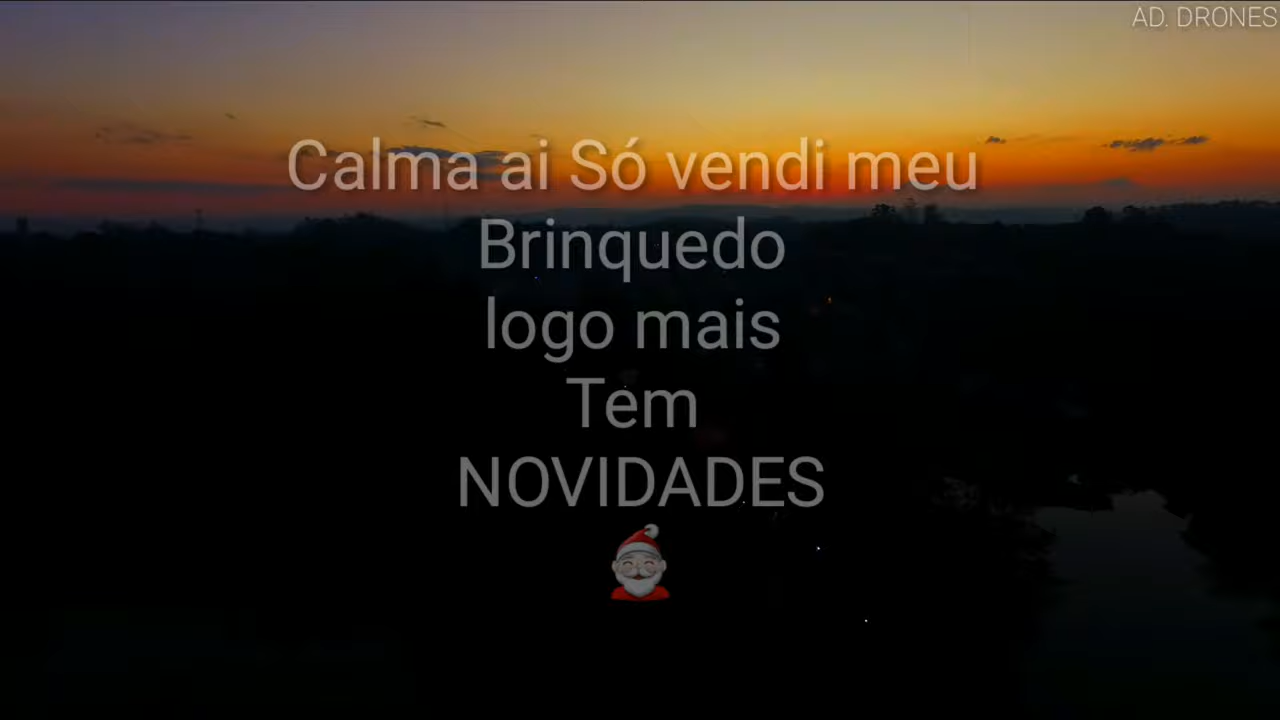 AD. DRONES
Calma ai Só vendi meu
Brinquedo
logo mais
Tem
NOVIDADES